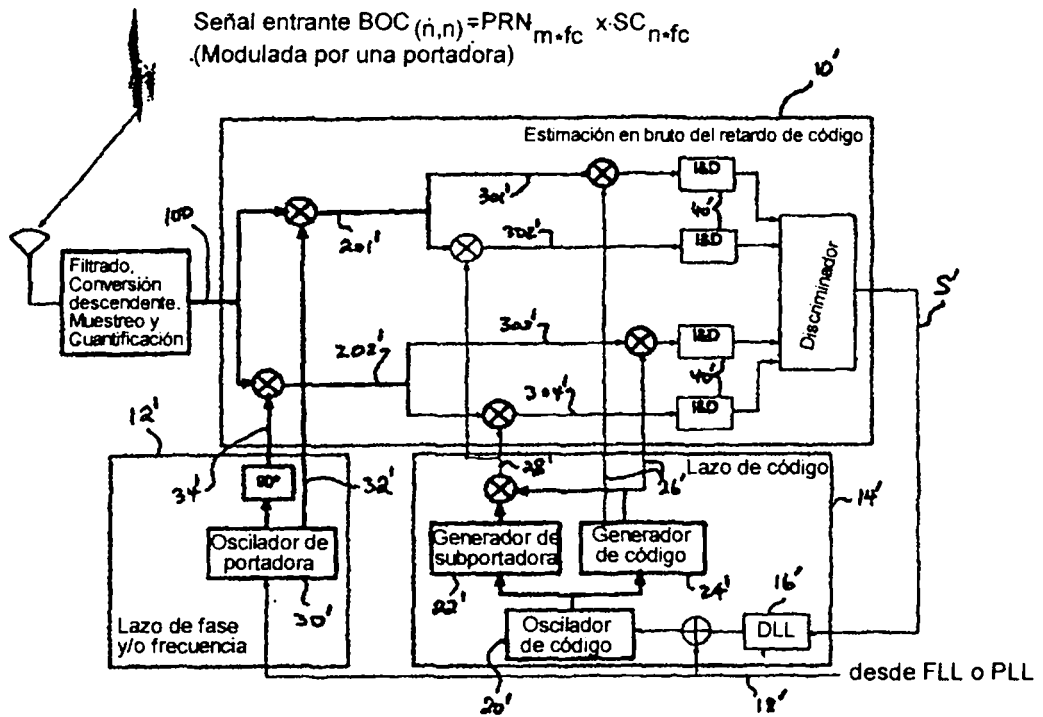 Señal entrante BOC(n,n)=PRN m*fc x SC n*fc
(Modulada por una portadora)
10'
Estimación en bruto del retardo de código
301'
I&D
40'
100
201'
302'
I&D
Filtrado.
Conversión
descendente.
Muestreo y
Cuantificación
Discriminador
303'
I&D
202'
40'
304'
I&D
12'
28'
Lazo de código
34'
90°
32'
26'
14'
Oscilador de
portadora
Generador de
subportadora
Generador
de código
22'
24'
16'
30'
Lazo de fase
y/o frecuencia
Oscilador
de código
DLL
desde FLL o PLL
20'
18'